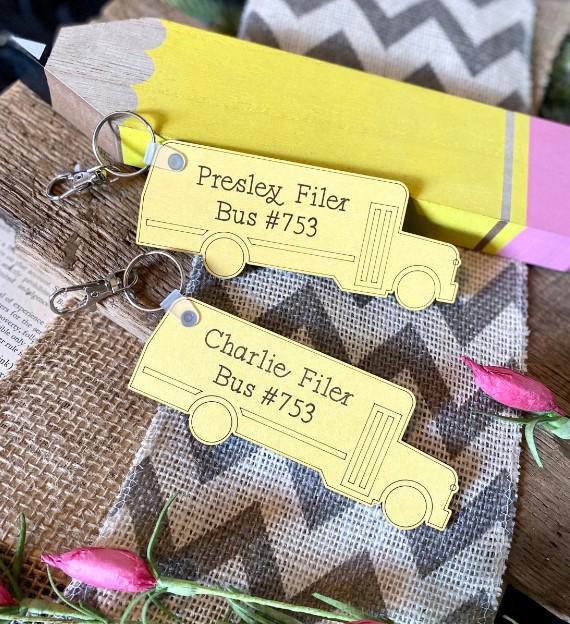 Presley Filer
Bus #753
Charlie Filer
Bus #753